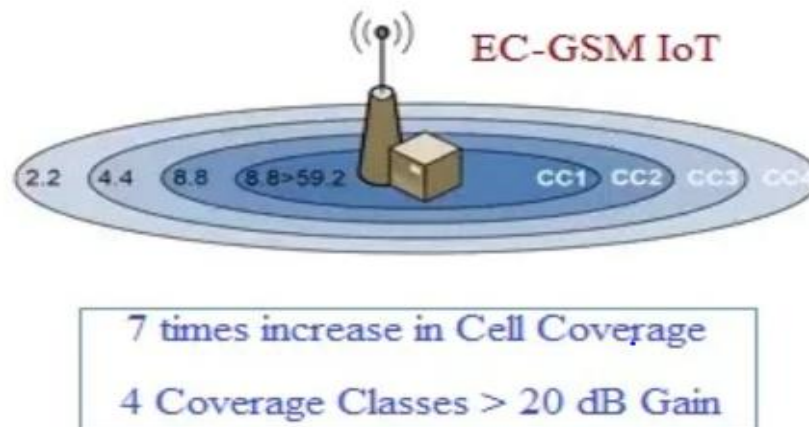 EC-GSM IoT
2.2 4.4 8.8 8.8>59.2 CC1 CC2 CC3 CC4
7 times increase in Cell Coverage
4 Coverage Classes > 20 dB Gain